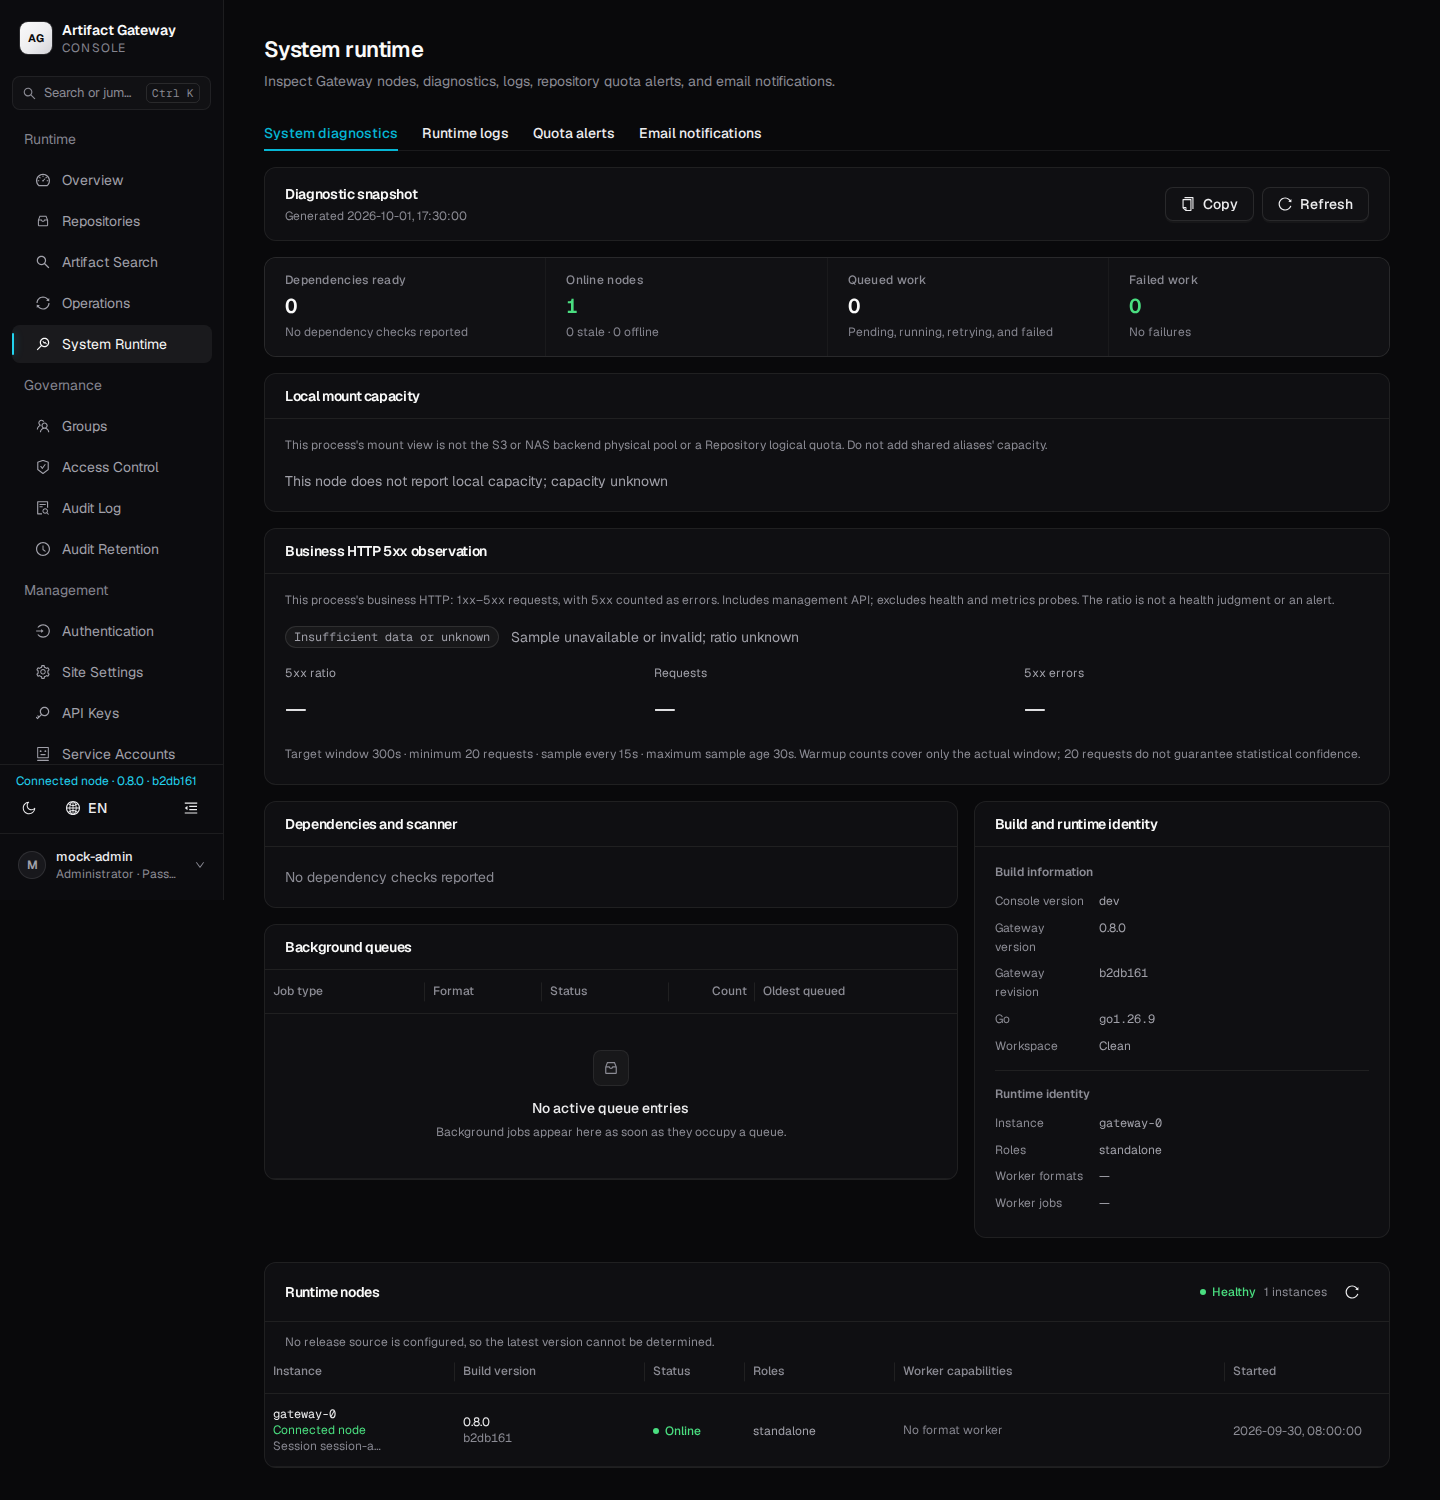 AG
Artifact Gateway
CONSOLE
Search or jum...
Ctrl K
Runtime
Overview
Repositories
Artifact Search
Operations
System Runtime
Governance
Groups
Access Control
Audit Log
Audit Retention
Management
Authentication
Site Settings
API Keys
Service Accounts
Connected node · 0.8.0 · b2db161
EN
M
mock-admin
Administrator · Pass...
System runtime
Inspect Gateway nodes, diagnostics, logs, repository quota alerts, and email notifications.
System diagnostics
Runtime logs
Quota alerts
Email notifications
Diagnostic snapshot
Generated 2026-10-01, 17:30:00
Copy
Refresh
Dependencies ready
0
No dependency checks reported
Online nodes
1
0 stale · 0 offline
Queued work
0
Pending, running, retrying, and failed
Failed work
0
No failures
Local mount capacity
This process's mount view is not the S3 or NAS backend physical pool or a Repository logical quota. Do not add shared aliases' capacity.
This node does not report local capacity; capacity unknown
Business HTTP 5xx observation
This process's business HTTP: 1xx–5xx requests, with 5xx counted as errors. Includes management API; excludes health and metrics probes. The ratio is not a health judgment or an alert.
Insufficient data or unknown
Sample unavailable or invalid; ratio unknown
5xx ratio
—
Requests
—
5xx errors
—
Target window 300s · minimum 20 requests · sample every 15s · maximum sample age 30s. Warmup counts cover only the actual window; 20 requests do not guarantee statistical confidence.
Dependencies and scanner
No dependency checks reported
Background queues
Job type
Format
Status
Count
Oldest queued
No active queue entries
Background jobs appear here as soon as they occupy a queue.
Build and runtime identity
Build information
Console version
dev
Gateway version
0.8.0
Gateway revision
b2db161
Go
go1.26.9
Workspace
Clean
Runtime identity
Instance
gateway-0
Roles
standalone
Worker formats
—
Worker jobs
—
Runtime nodes
Healthy
1 instances
No release source is configured, so the latest version cannot be determined.
Instance
Build version
Status
Roles
Worker capabilities
Started
gateway-0
Connected node
Session session-a...
0.8.0
b2db161
Online
standalone
No format worker
2026-09-30, 08:00:00